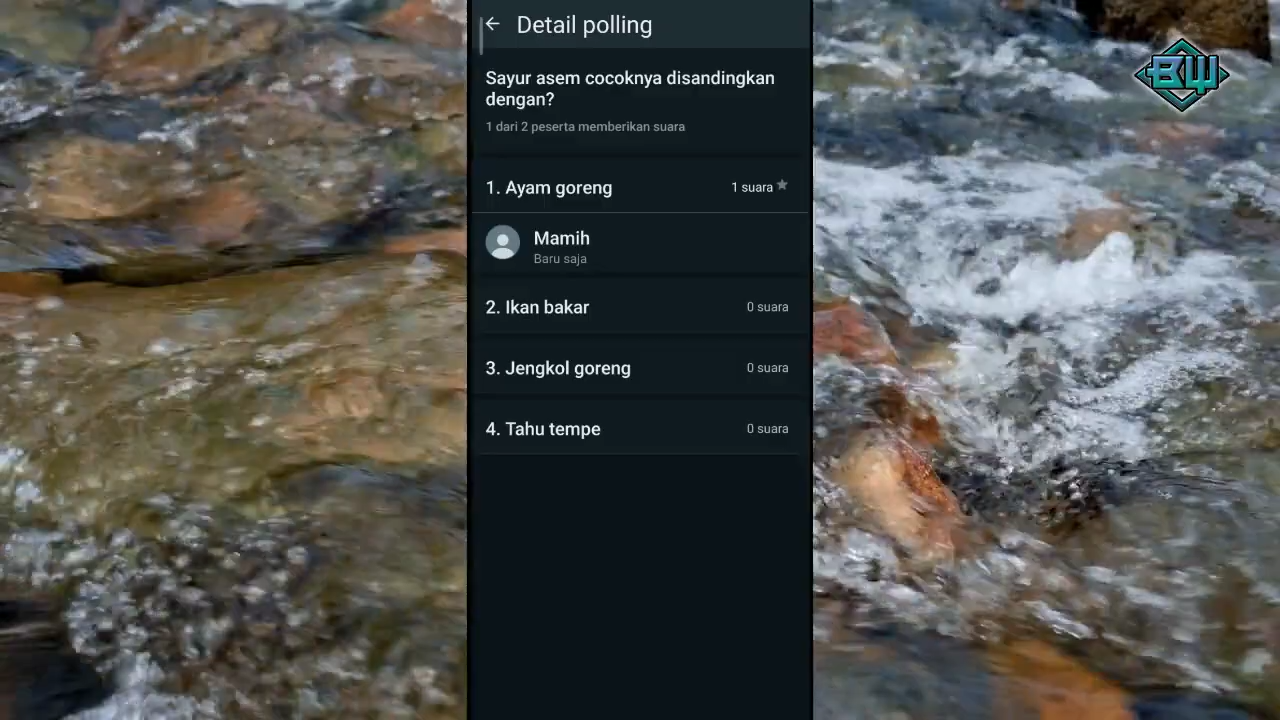 Detail polling
Sayur asem cocoknya disandingkan
dengan?
1 dari 2 peserta memberikan suara
1. Ayam goreng 1 suara
Mamih
Baru saja
2. Ikan bakar 0 suara
3. Jengkol goreng 0 suara
4. Tahu tempe 0 suara
BW